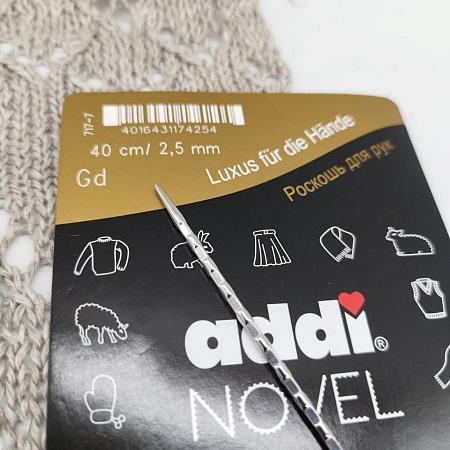 717-7
4016431174254
40 cm/ 2,5 mm
Gd
Luxus für die Hände
Роскошь для рук
addi®
NOVEL